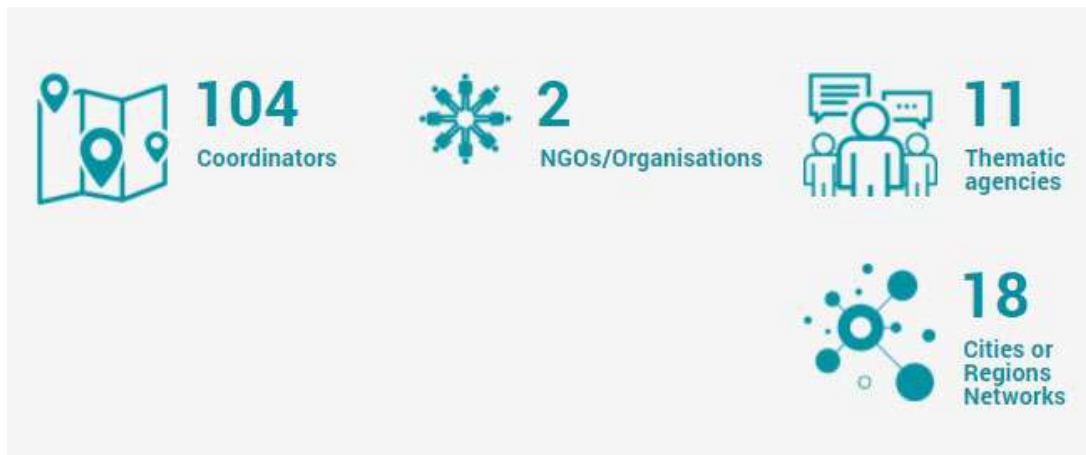 104
Coordinators
2
NGOs/Organisations
11
Thematic
agencies
18
Cities or
Regions
Networks